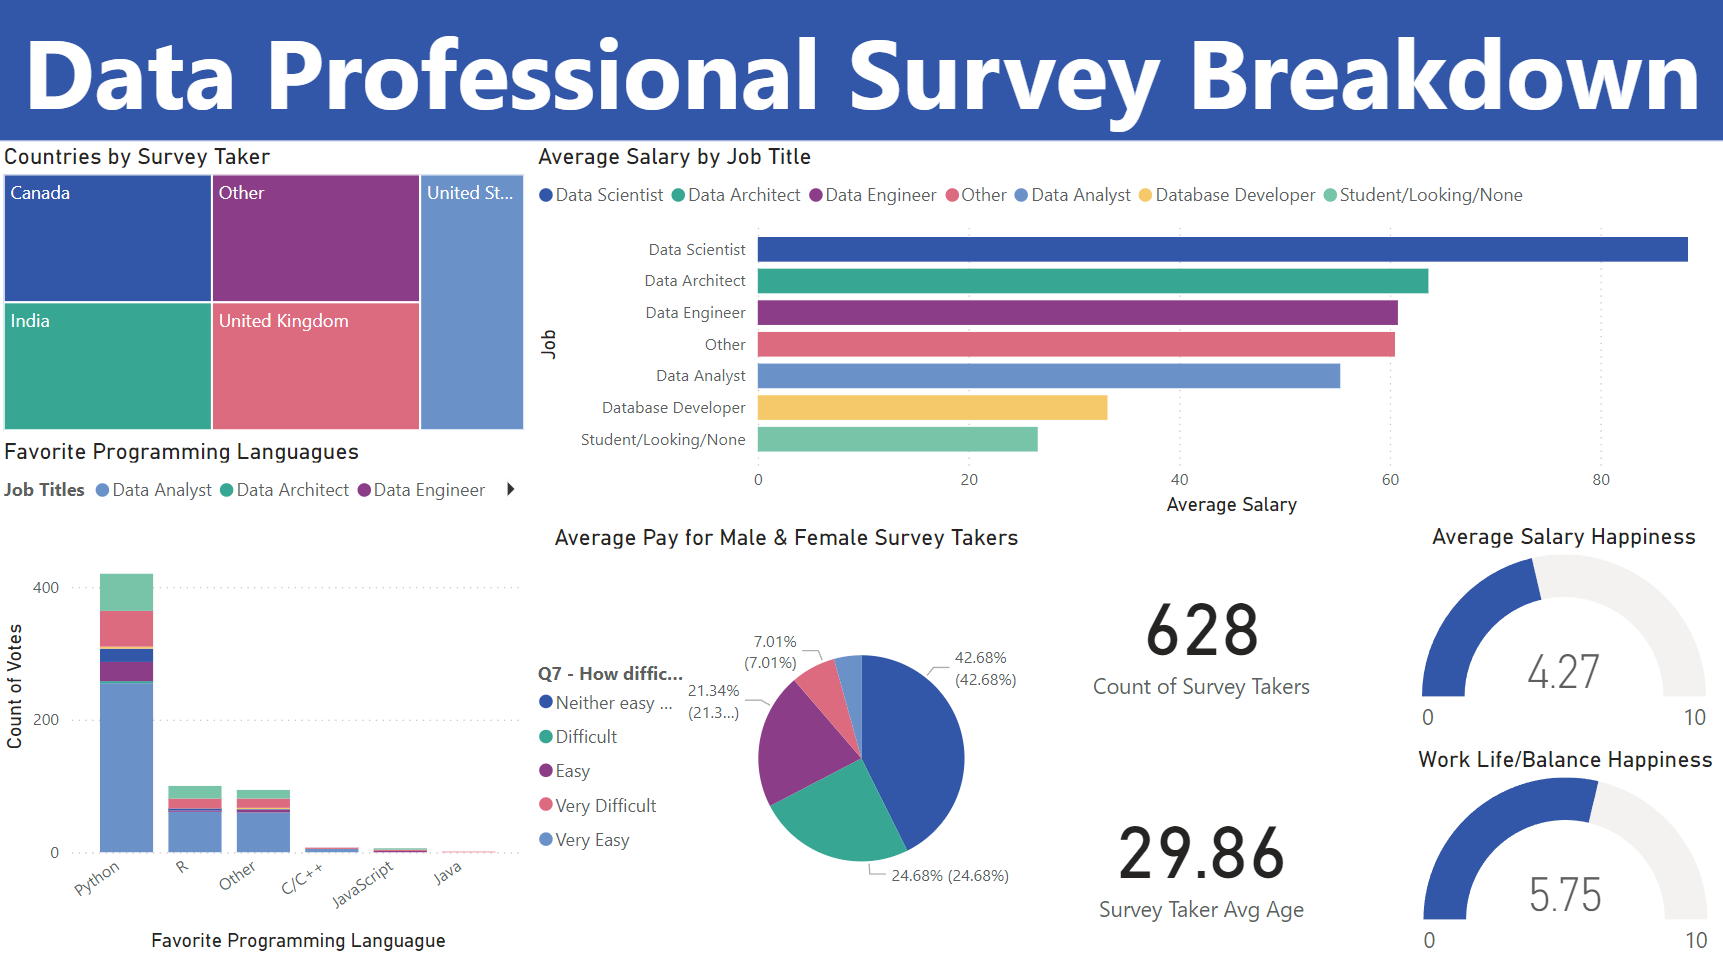 Data Professional Survey Breakdown
Countries by Survey Taker
Canada
Other
United St...
India
United Kingdom
Average Salary by Job Title
Data Scientist Data Architect Data Engineer Other Data Analyst Database Developer Student/Looking/None
Job
Data Scientist
Data Architect
Data Engineer
Other
Data Analyst
Database Developer
Student/Looking/None
0 20 40 60 80
Average Salary
Favorite Programming Languagues
Job Titles Data Analyst Data Architect Data Engineer
Count of Votes
400
200
0
Python R Other C/C++ JavaScript Java
Favorite Programming Languague
Average Pay for Male & Female Survey Takers
Q7 - How diffic...
Neither easy ...
Difficult
Easy
Very Difficult
Very Easy
7.01%
(7.01%)
42.68%
(42.68%)
21.34%
(21.3...)
24.68% (24.68%)
628
Count of Survey Takers
29.86
Survey Taker Avg Age
Average Salary Happiness
4.27
0 10
Work Life/Balance Happiness
5.75
0 10